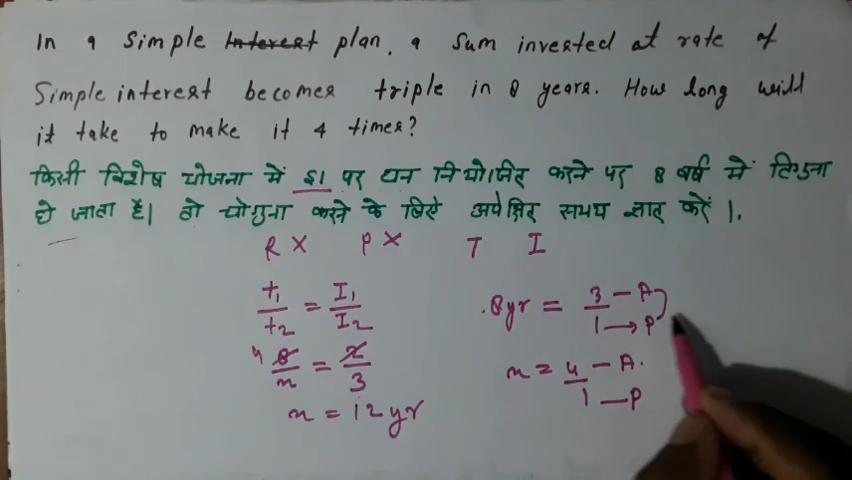 In a Simple Interest plan, a Sum invested at rate of
Simple interest becomes triple in 8 years. How long will
it take to make it 4 times?
किसी विशेष योजना में SI पर धन नियोजित करने पर 8 वर्ष में तिगुना
हो जाता है। तो चोगुना करने के लिए अपेक्षित समय ज्ञात करें।.
R X P X T I
t₁/t₂ = I₁/I₂
8yr = 3/1 – A → P
4 8/n = 2/3
n = 4/1 – A. – P
n = 12 yr